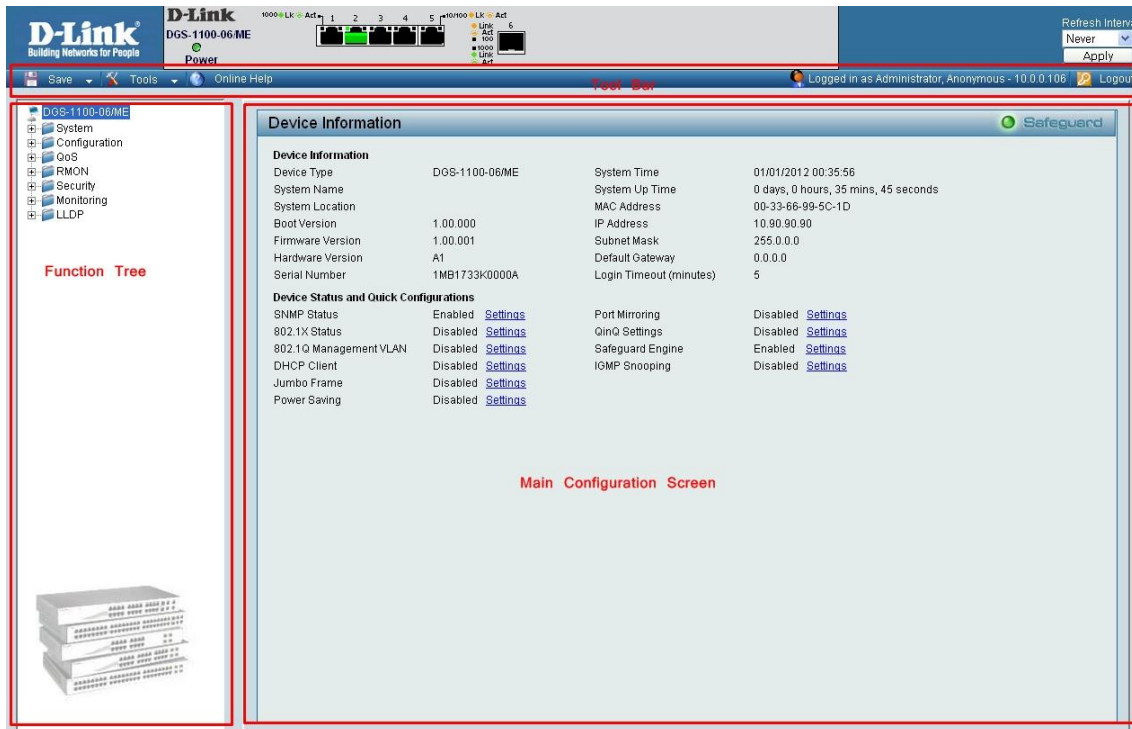 D-Link
Building Networks for People
D-Link
DGS-1100-06/ME
Power
1000 Lk Act 1 2 3 4 5 10/100 Lk Act
Link 6
Act
100
1000
Link
Act
Refresh Interv
Never
Apply
Save Tools Online Help
Tool Bar
Logged in as Administrator, Anonymous - 10.0.0.106 Logout
DGS-1100-06/ME
System
Configuration
QoS
RMON
Security
Monitoring
LLDP
Function Tree
Device Information
Safeguard
Device Information
Device Type DGS-1100-06/ME System Time 01/01/2012 00:35:56
System Name System Up Time 0 days, 0 hours, 35 mins, 45 seconds
System Location MAC Address 00-33-66-99-5C-1D
Boot Version 1.00.000 IP Address 10.90.90.90
Firmware Version 1.00.001 Subnet Mask 255.0.0.0
Hardware Version A1 Default Gateway 0.0.0.0
Serial Number 1MB1733K0000A Login Timeout (minutes) 5
Device Status and Quick Configurations
SNMP Status Enabled Settings Port Mirroring Disabled Settings
802.1X Status Disabled Settings QinQ Settings Disabled Settings
802.1Q Management VLAN Disabled Settings Safeguard Engine Enabled Settings
DHCP Client Disabled Settings IGMP Snooping Disabled Settings
Jumbo Frame Disabled Settings
Power Saving Disabled Settings
Main Configuration Screen